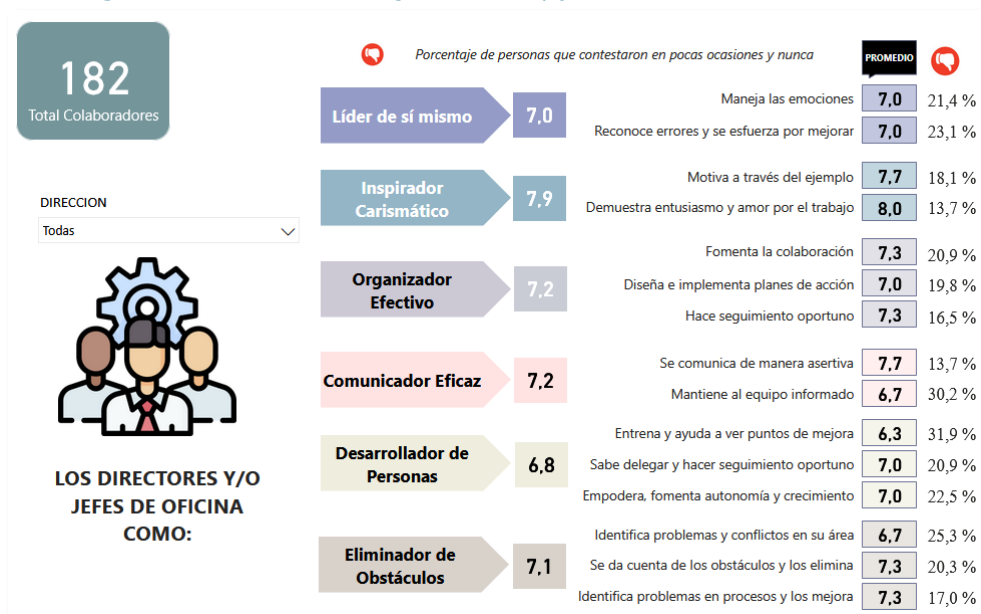 182
Total Colaboradores
DIRECCION
Todas
LOS DIRECTORES Y/O
JEFES DE OFICINA
COMO:
Porcentaje de personas que contestaron en pocas ocasiones y nunca
PROMEDIO
Líder de sí mismo 7,0
Maneja las emociones 7,0 21,4 %
Reconoce errores y se esfuerza por mejorar 7,0 23,1 %
Inspirador
Carismático 7,9
Motiva a través del ejemplo 7,7 18,1 %
Demuestra entusiasmo y amor por el trabajo 8,0 13,7 %
Organizador
Efectivo 7,2
Fomenta la colaboración 7,3 20,9 %
Diseña e implementa planes de acción 7,0 19,8 %
Hace seguimiento oportuno 7,3 16,5 %
Comunicador Eficaz 7,2
Se comunica de manera asertiva 7,7 13,7 %
Mantiene al equipo informado 6,7 30,2 %
Desarrollador de
Personas 6,8
Entrena y ayuda a ver puntos de mejora 6,3 31,9 %
Sabe delegar y hacer seguimiento oportuno 7,0 20,9 %
Empodera, fomenta autonomía y crecimiento 7,0 22,5 %
Eliminador de
Obstáculos 7,1
Identifica problemas y conflictos en su área 6,7 25,3 %
Se da cuenta de los obstáculos y los elimina 7,3 20,3 %
Identifica problemas en procesos y los mejora 7,3 17,0 %